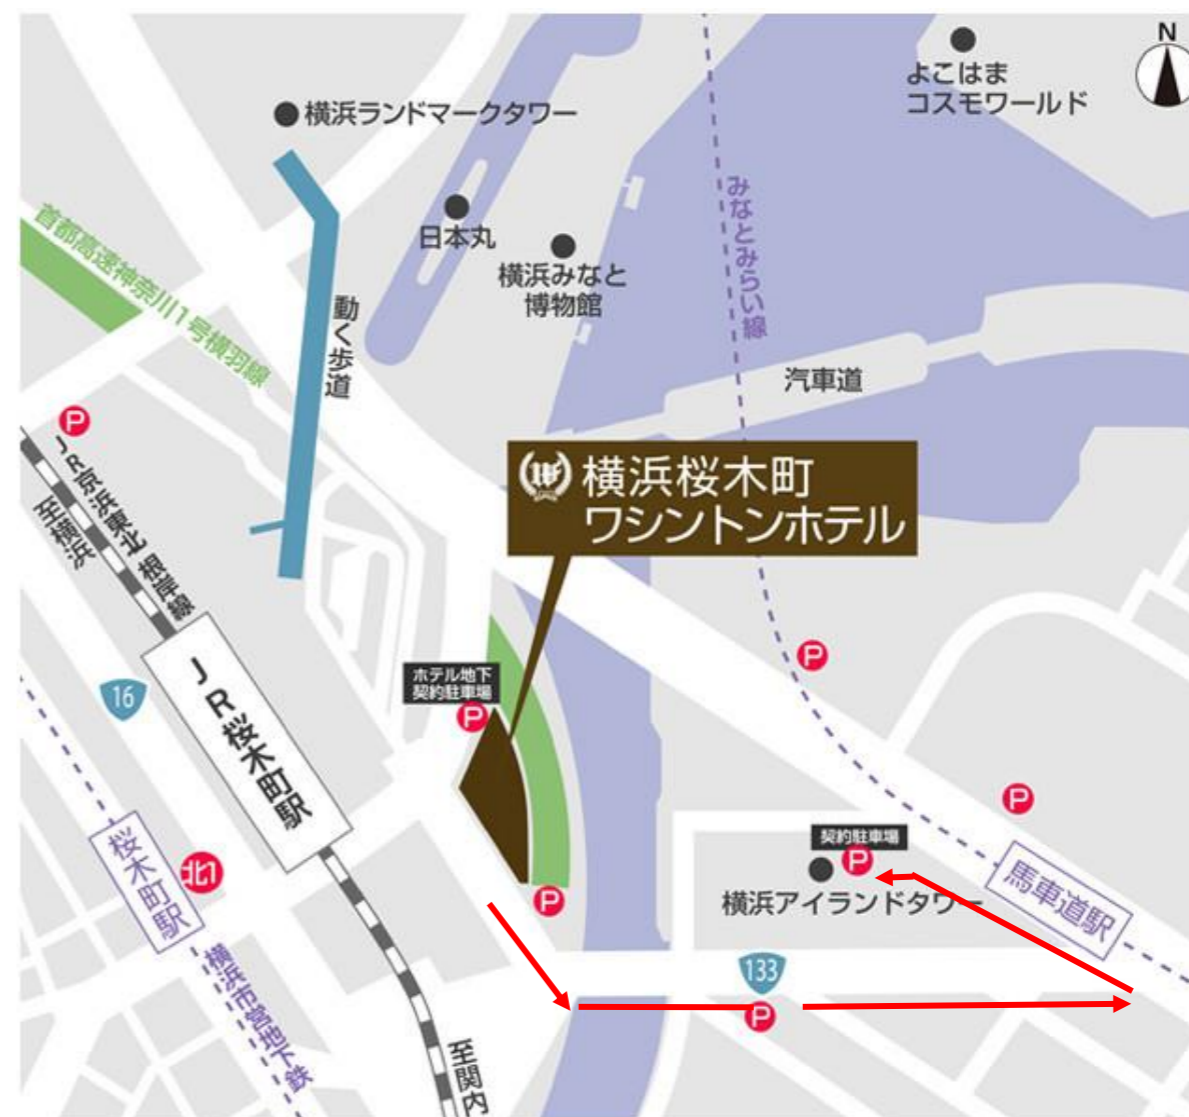 N
よこはま
コスモワールド
横浜ランドマークタワー
首都高速神奈川1号横羽線
日本丸
横浜みなと
博物館
みなとみらい線
動く歩道
汽車道
P
JR京浜東北 根岸線
至横浜
横浜桜木町
ワシントンホテル
16
JR桜木町駅
ホテル地下
契約駐車場
P
P
P
桜木町駅
北1
契約駐車場
P
横浜アイランドタワー
馬車道駅
P
133
P
横浜市営地下鉄
至関内